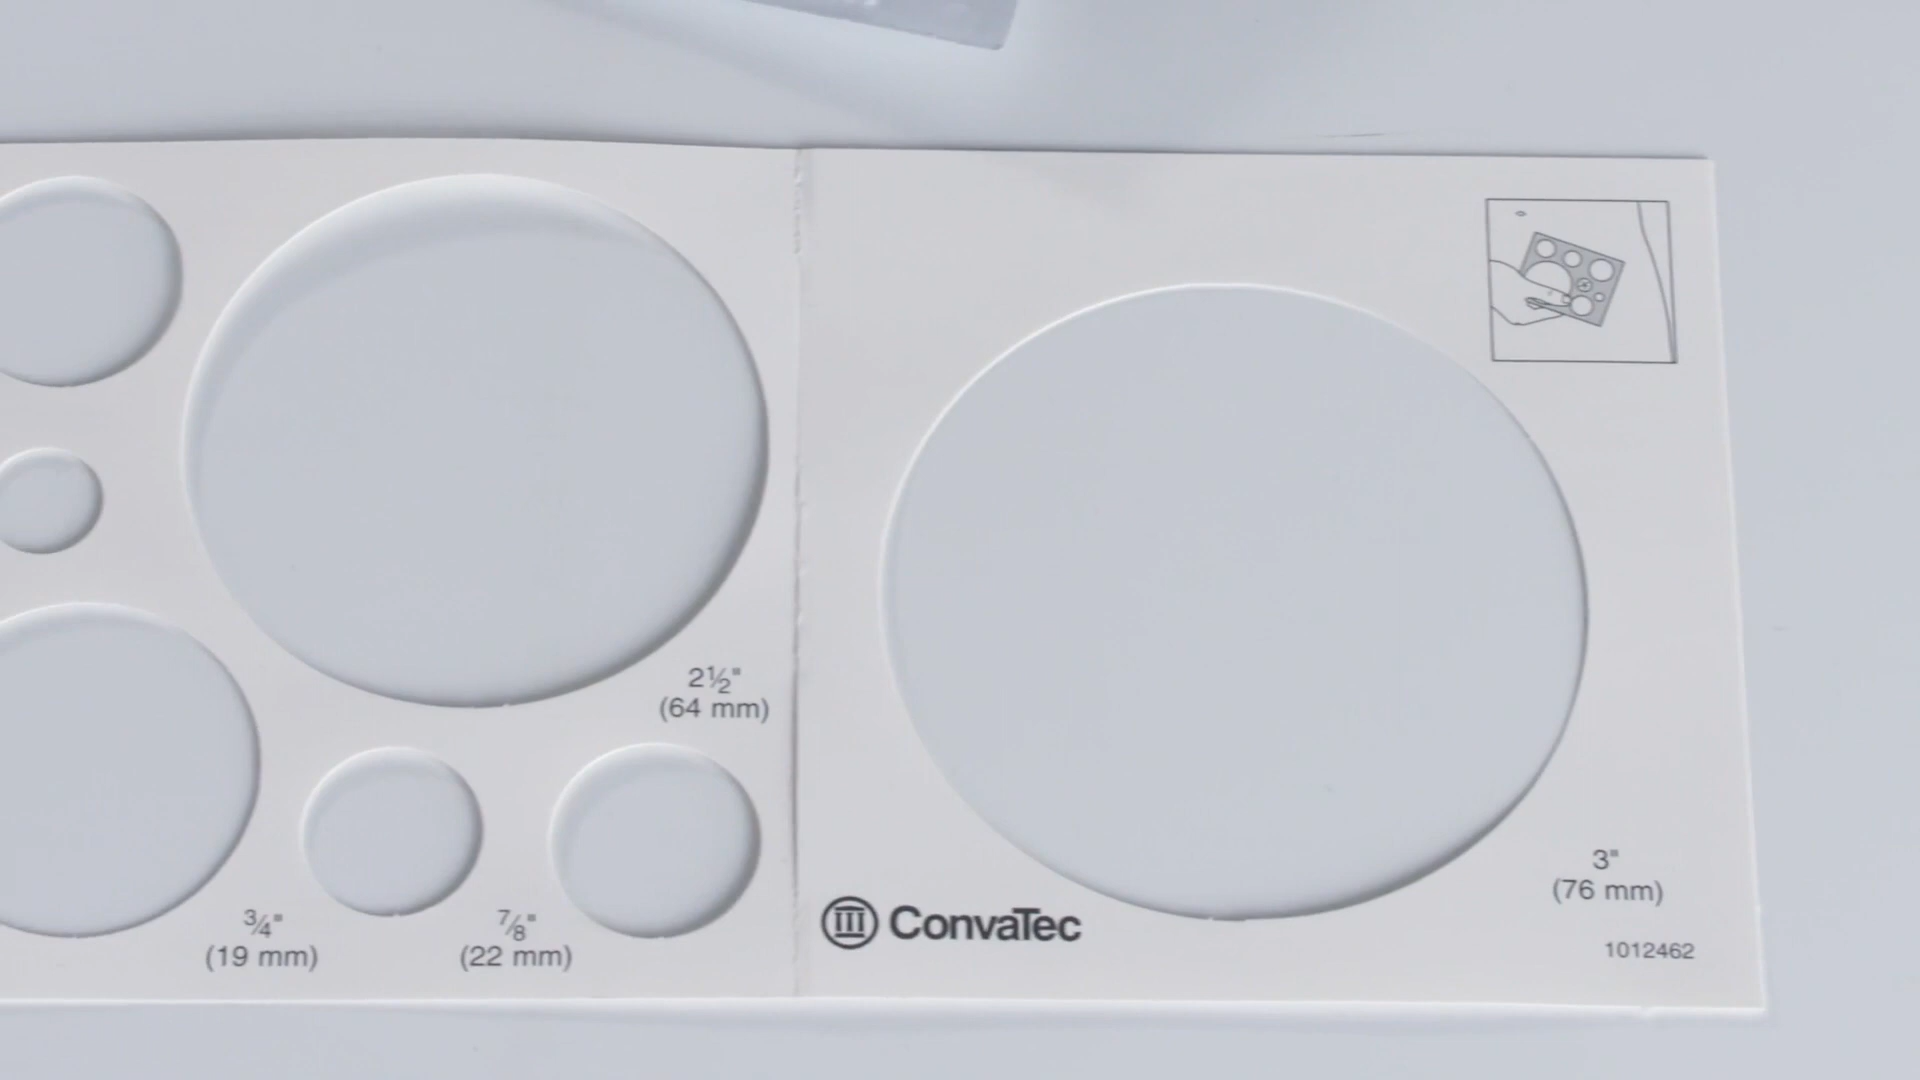 2½"
(64 mm)
¾"
(19 mm)
⅞"
(22 mm)
ConvaTec
3"
(76 mm)
1012462